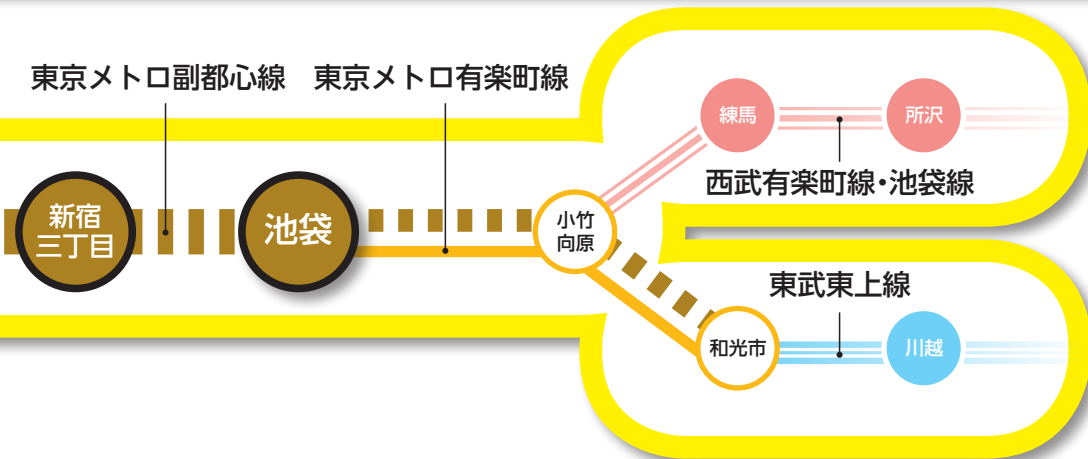 東京メトロ副都心線
東京メトロ有楽町線
練馬
所沢
西武有楽町線・池袋線
新宿
三丁目
池袋
小竹
向原
東武東上線
和光市
川越